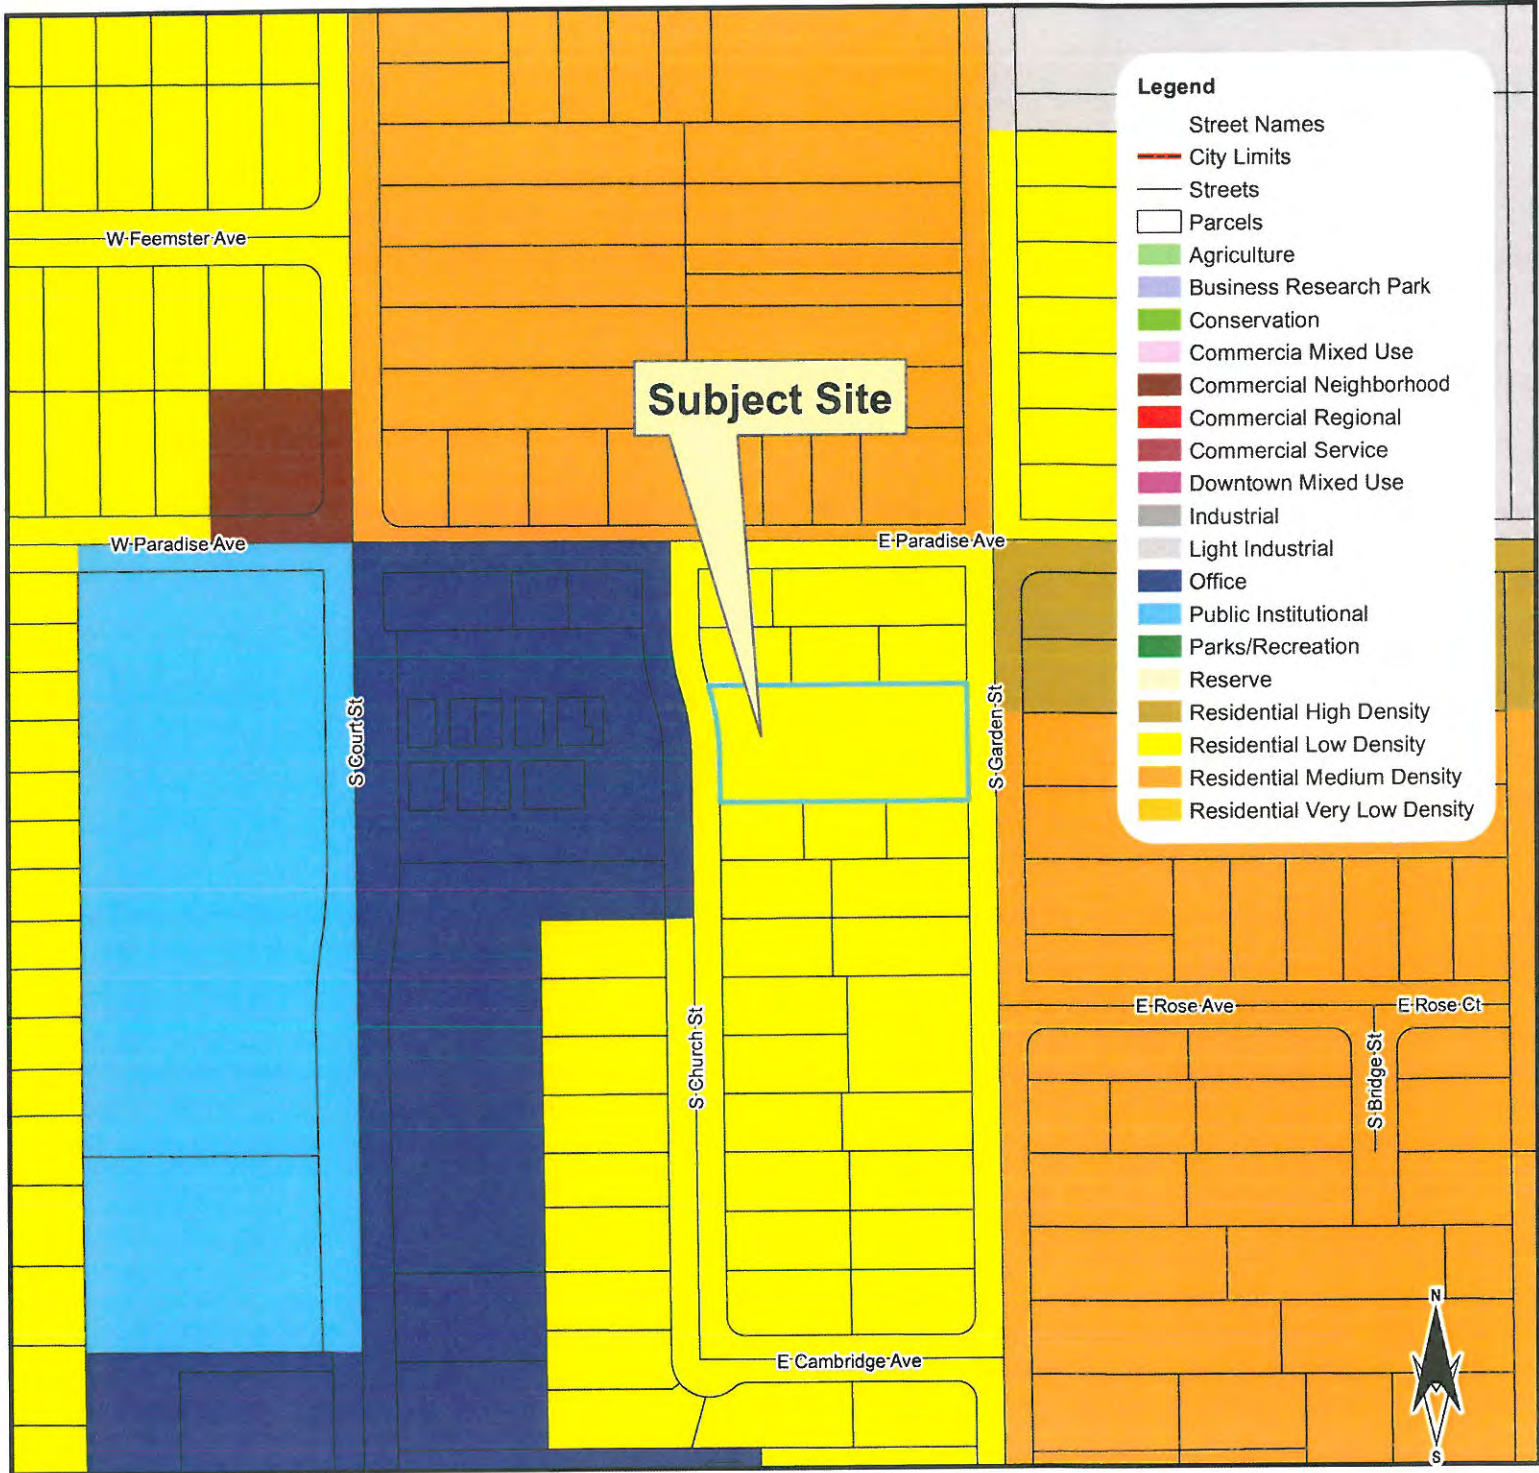 Legend
Street Names
City Limits
Streets
Parcels
Agriculture
Business Research Park
Conservation
Commercia Mixed Use
Commercial Neighborhood
Commercial Regional
Commercial Service
Downtown Mixed Use
Industrial
Light Industrial
Office
Public Institutional
Parks/Recreation
Reserve
Residential High Density
Residential Low Density
Residential Medium Density
Residential Very Low Density
W Feemster Ave
Subject Site
W Paradise Ave
E Paradise Ave
S Court St
S Garden St
S Church St
E Rose Ave
E Rose Ct
S Bridge St
E Cambridge Ave
N
S